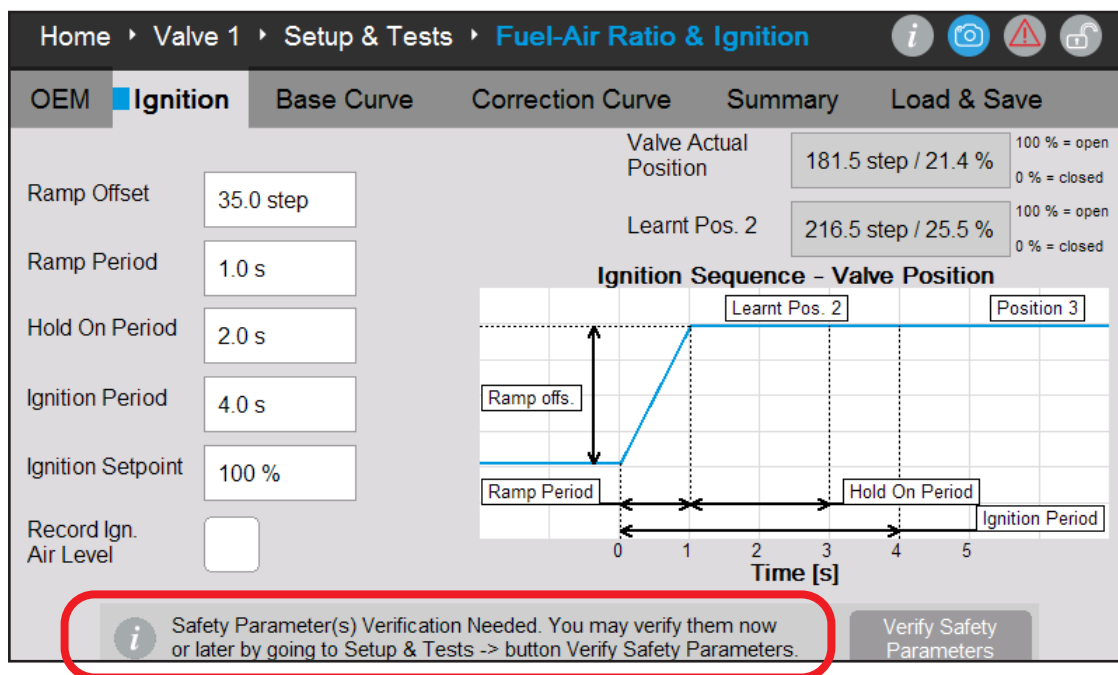 Home ‣ Valve 1 ‣ Setup & Tests ‣ Fuel-Air Ratio & Ignition
OEM Ignition Base Curve Correction Curve Summary Load & Save
Valve Actual
Position
181.5 step / 21.4 %
100 % = open
0 % = closed
Ramp Offset
35.0 step
Learnt Pos. 2
216.5 step / 25.5 %
100 % = open
0 % = closed
Ramp Period
1.0 s
Hold On Period
2.0 s
Ignition Period
4.0 s
Ignition Setpoint
100 %
Record Ign.
Air Level
Ignition Sequence - Valve Position
Learnt Pos. 2
Position 3
Ramp offs.
Ramp Period
Hold On Period
Ignition Period
0 1 2 3 4 5
Time [s]
i
Safety Parameter(s) Verification Needed. You may verify them now
or later by going to Setup & Tests -> button Verify Safety Parameters.
Verify Safety
Parameters